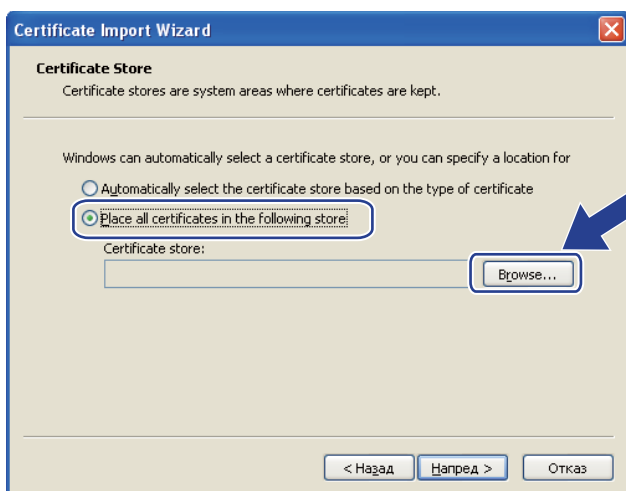 Certificate Import Wizard
Certificate Store
Certificate stores are system areas where certificates are kept.
Windows can automatically select a certificate store, or you can specify a location for
Automatically select the certificate store based on the type of certificate
Place all certificates in the following store
Certificate store:
Browse...
< Назад Напред > Отказ